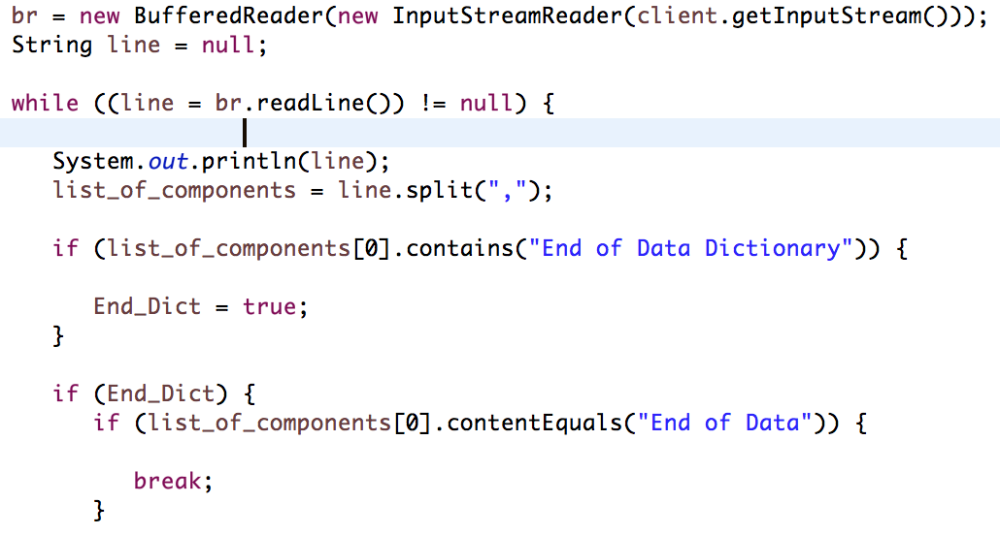 br = new BufferedReader(new InputStreamReader(client.getInputStream()));
String line = null;
while ((line = br.readLine()) != null) {
System.out.println(line);
list_of_components = line.split(",");
if (list_of_components[0].contains("End of Data Dictionary")) {
End_Dict = true;
}
if (End_Dict) {
if (list_of_components[0].contentEquals("End of Data")) {
break;
}